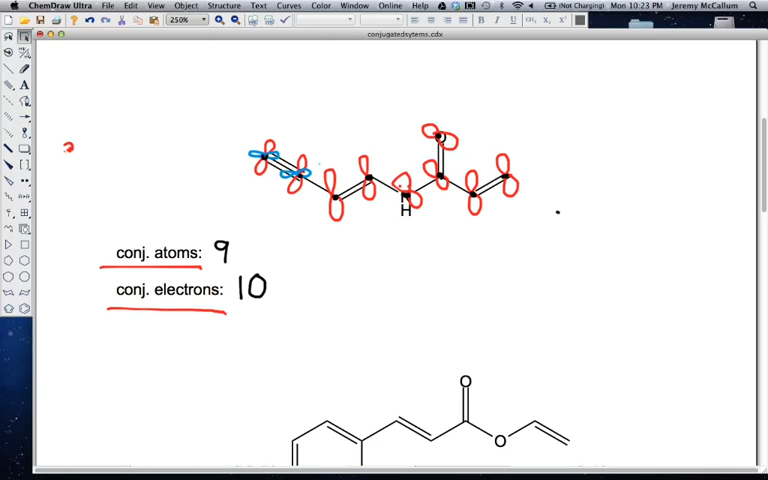 ChemDraw Ultra File Edit View Object Structure Text Curves Color Window Online Help (Not Charging) Mon 10:23 PM Jeremy McCallum
250% B I U
conjugatedsytems.cdx
A
O
N
H
conj. atoms: 9
conj. electrons: 10
O
O